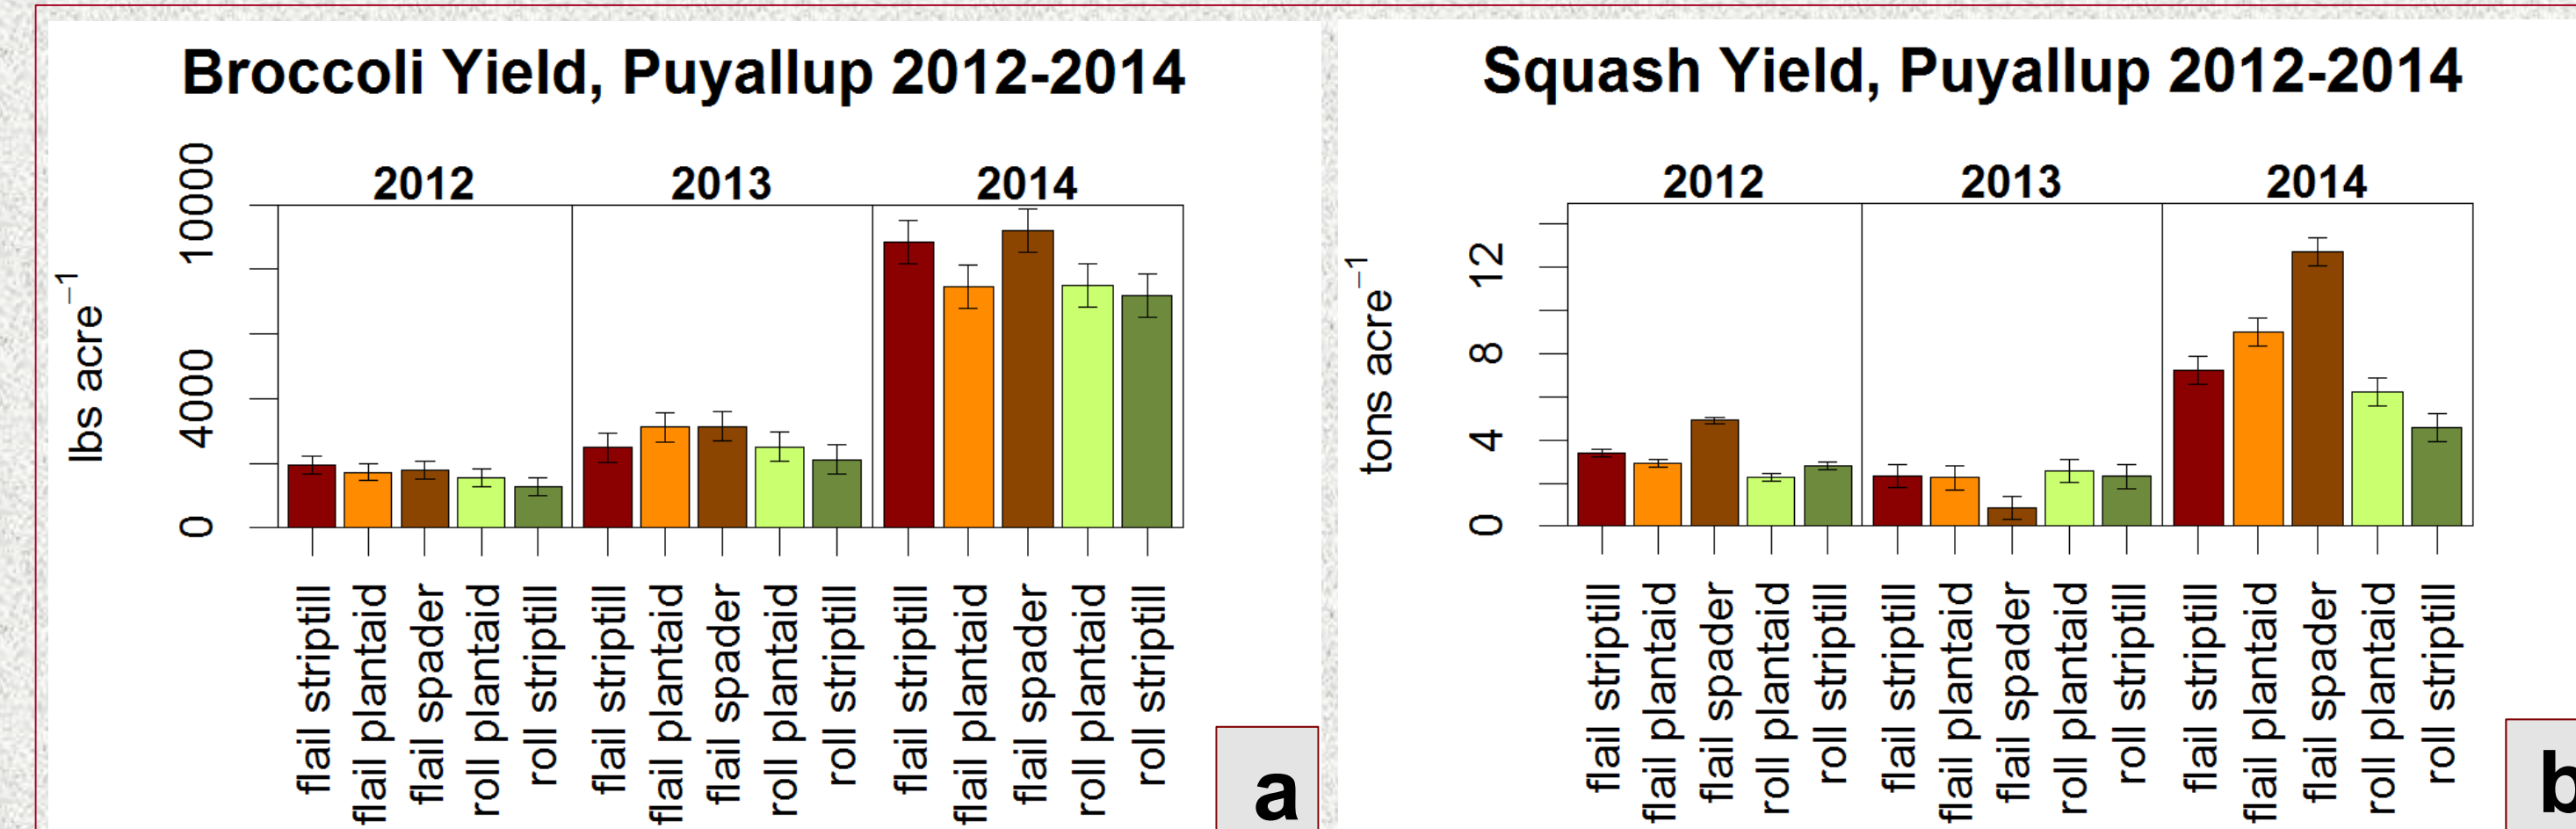 Broccoli Yield, Puyallup 2012-2014
2012 2013 2014
lbs acre⁻¹
10000
4000
0
flail striptill
flail plantaid
flail spader
roll plantaid
roll striptill
flail striptill
flail plantaid
flail spader
roll plantaid
roll striptill
flail striptill
flail plantaid
flail spader
roll plantaid
roll striptill
a
Squash Yield, Puyallup 2012-2014
2012 2013 2014
tons acre⁻¹
12
8
4
0
flail striptill
flail plantaid
flail spader
roll plantaid
roll striptill
flail striptill
flail plantaid
flail spader
roll plantaid
roll striptill
flail striptill
flail plantaid
flail spader
roll plantaid
roll striptill
b